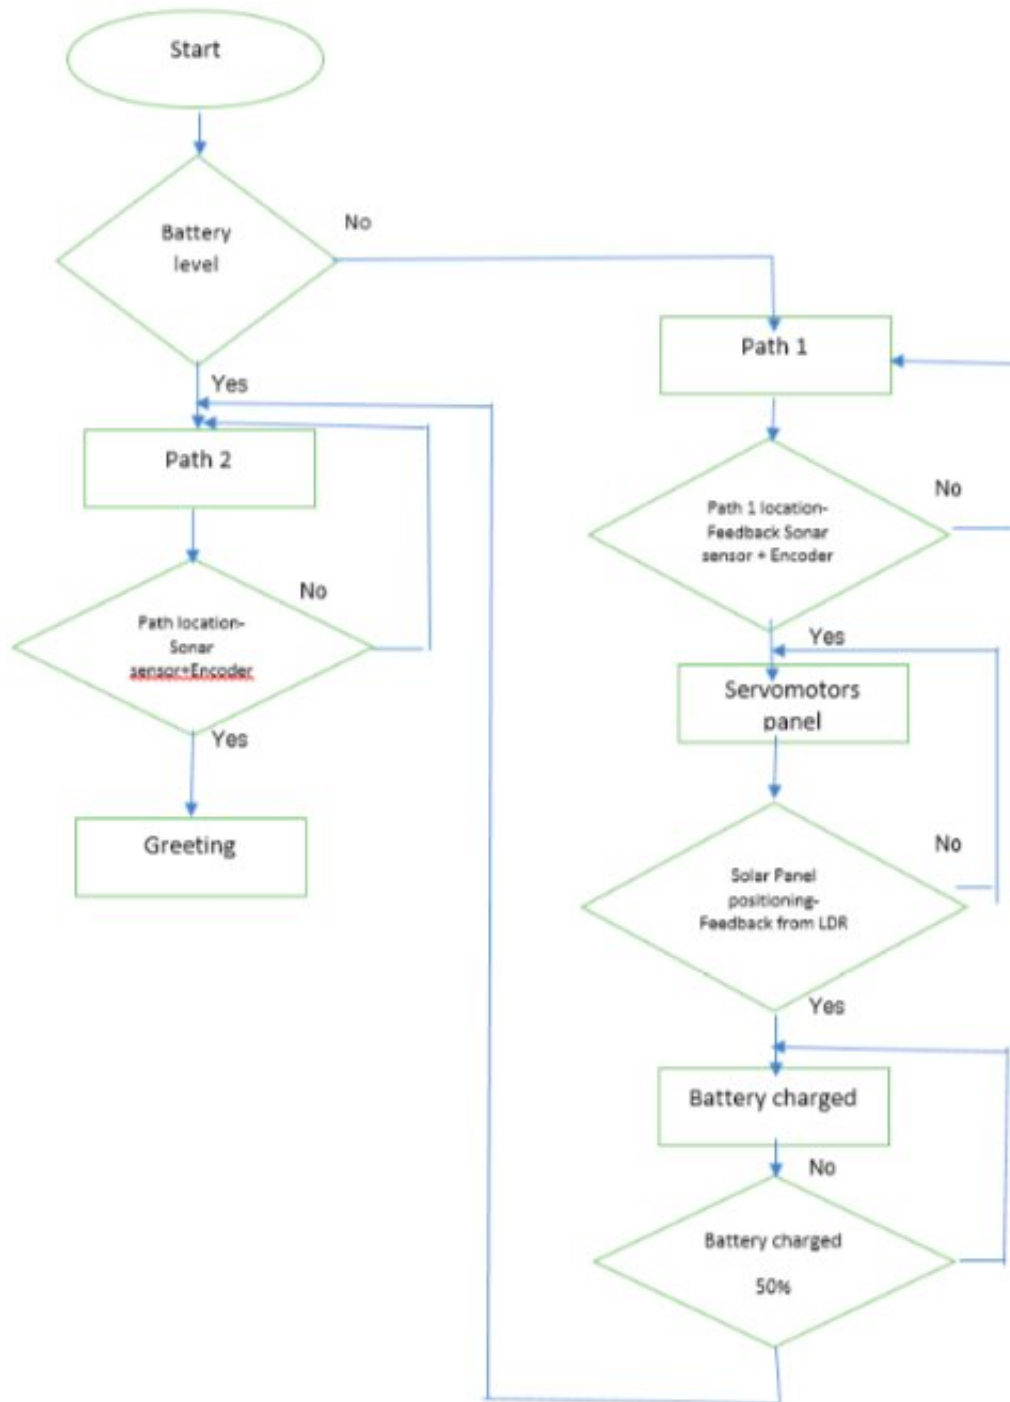 Start
Battery
level
No
Yes
Path 2
Path location-
Sonar
sensor+Encoder
No
Yes
Greeting
Path 1
Path 1 location-
Feedback Sonar
sensor + Encoder
No
Yes
Servomotors
panel
Solar Panel
positioning-
Feedback from LDR
No
Yes
Battery charged
No
Battery charged
50%